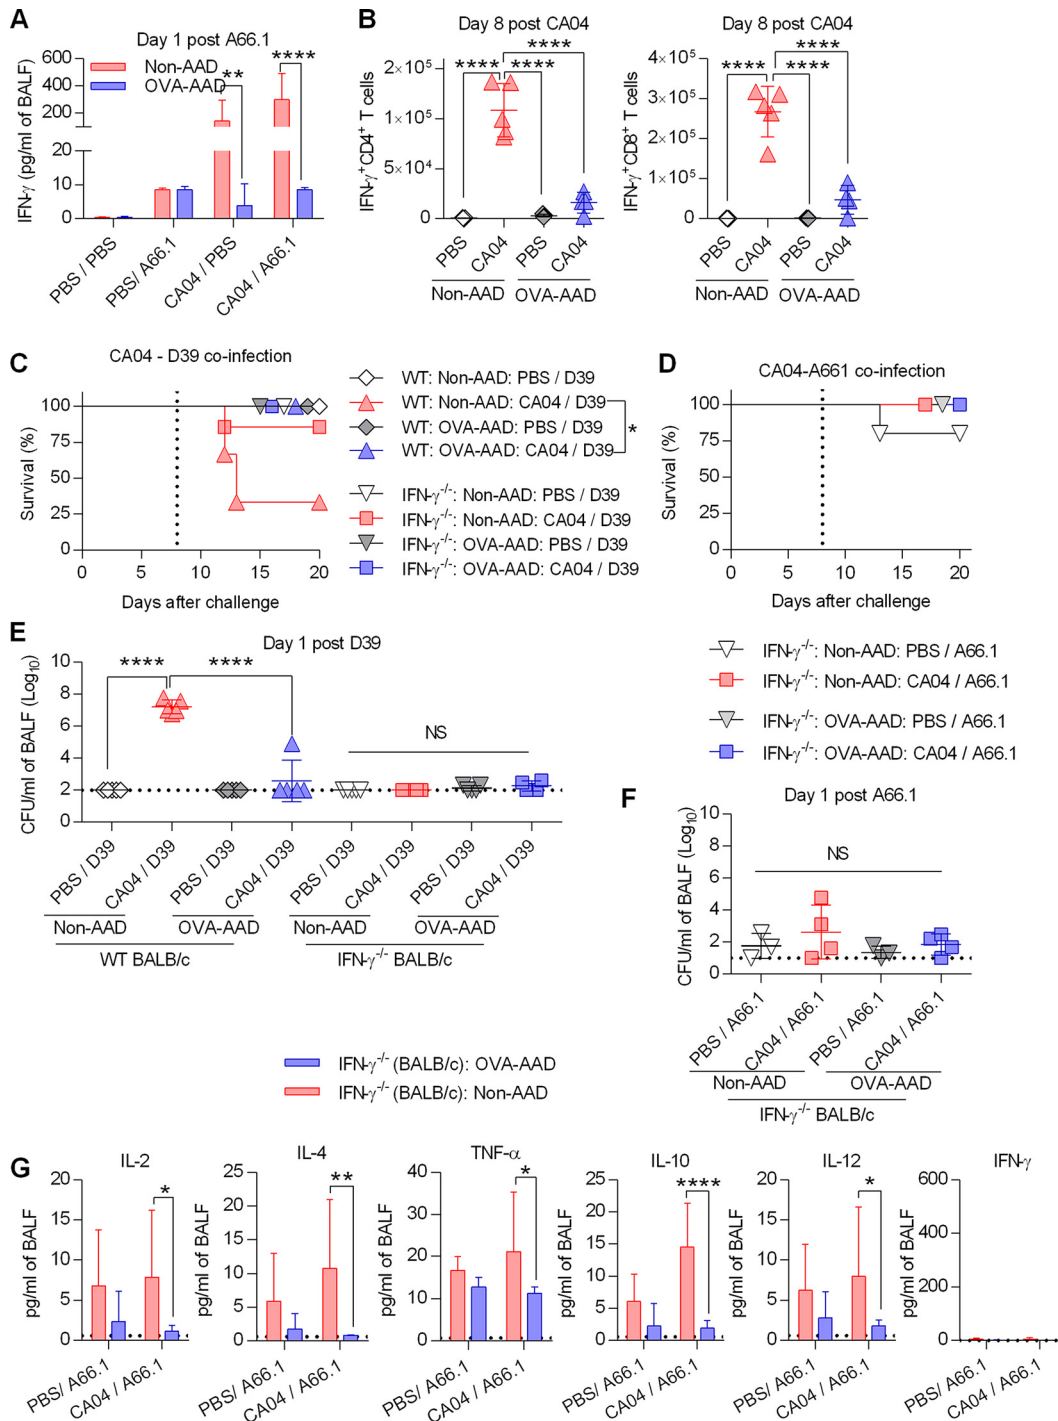 A
Day 1 post A66.1
IFN-γ (pg/ml of BALF)
600
400
200
20
10
0
Non-AAD
OVA-AAD
**
****
PBS / PBS
PBS/ A66.1
CA04 / PBS
CA04 / A66.1
B
Day 8 post CA04
IFN-γ+CD4+ T cells
2×10^5
1×10^5
5×10^4
0
****
**** ****
PBS
CA04
PBS
CA04
Non-AAD
OVA-AAD
Day 8 post CA04
IFN-γ+CD8+ T cells
4×10^5
3×10^5
2×10^5
1×10^5
0
****
**** ****
PBS
CA04
PBS
CA04
Non-AAD
OVA-AAD
C
CA04 - D39 co-infection
Survival (%)
100
75
50
25
0
0 5 10 15 20
Days after challenge
WT: Non-AAD: PBS / D39
WT: Non-AAD: CA04 / D39
WT: OVA-AAD: PBS / D39
WT: OVA-AAD: CA04 / D39
*
IFN-γ-/-: Non-AAD: PBS / D39
IFN-γ-/-: Non-AAD: CA04 / D39
IFN-γ-/-: OVA-AAD: PBS / D39
IFN-γ-/-: OVA-AAD: CA04 / D39
D
CA04-A661 co-infection
Survival (%)
100
75
50
25
0
0 5 10 15 20
Days after challenge
IFN-γ-/-: Non-AAD: PBS / A66.1
IFN-γ-/-: Non-AAD: CA04 / A66.1
IFN-γ-/-: OVA-AAD: PBS / A66.1
IFN-γ-/-: OVA-AAD: CA04 / A66.1
E
Day 1 post D39
CFU/ml of BALF (Log10)
10
8
6
4
2
0
**** ****
NS
PBS / D39
CA04 / D39
PBS / D39
CA04 / D39
PBS / D39
CA04 / D39
PBS / D39
CA04 / D39
Non-AAD
OVA-AAD
Non-AAD
OVA-AAD
WT BALB/c
IFN-γ-/- BALB/c
F
Day 1 post A66.1
CFU/ml of BALF (Log10)
10
8
6
4
2
0
NS
PBS / A66.1
CA04 / A66.1
PBS / A66.1
CA04 / A66.1
Non-AAD
OVA-AAD
IFN-γ-/- BALB/c
IFN-γ-/- (BALB/c): OVA-AAD
IFN-γ-/- (BALB/c): Non-AAD
G
IL-2
pg/ml of BALF
20
15
10
5
0
*
PBS/ A66.1
CA04 / A66.1
IL-4
pg/ml of BALF
25
20
15
10
5
0
**
PBS/ A66.1
CA04 / A66.1
TNF-α
pg/ml of BALF
40
30
20
10
0
*
PBS/ A66.1
CA04 / A66.1
IL-10
pg/ml of BALF
25
20
15
10
5
0
****
PBS/ A66.1
CA04 / A66.1
IL-12
pg/ml of BALF
20
15
10
5
0
*
PBS/ A66.1
CA04 / A66.1
IFN-γ
pg/ml of BALF
600
400
200
0
PBS/ A66.1
CA04 / A66.1